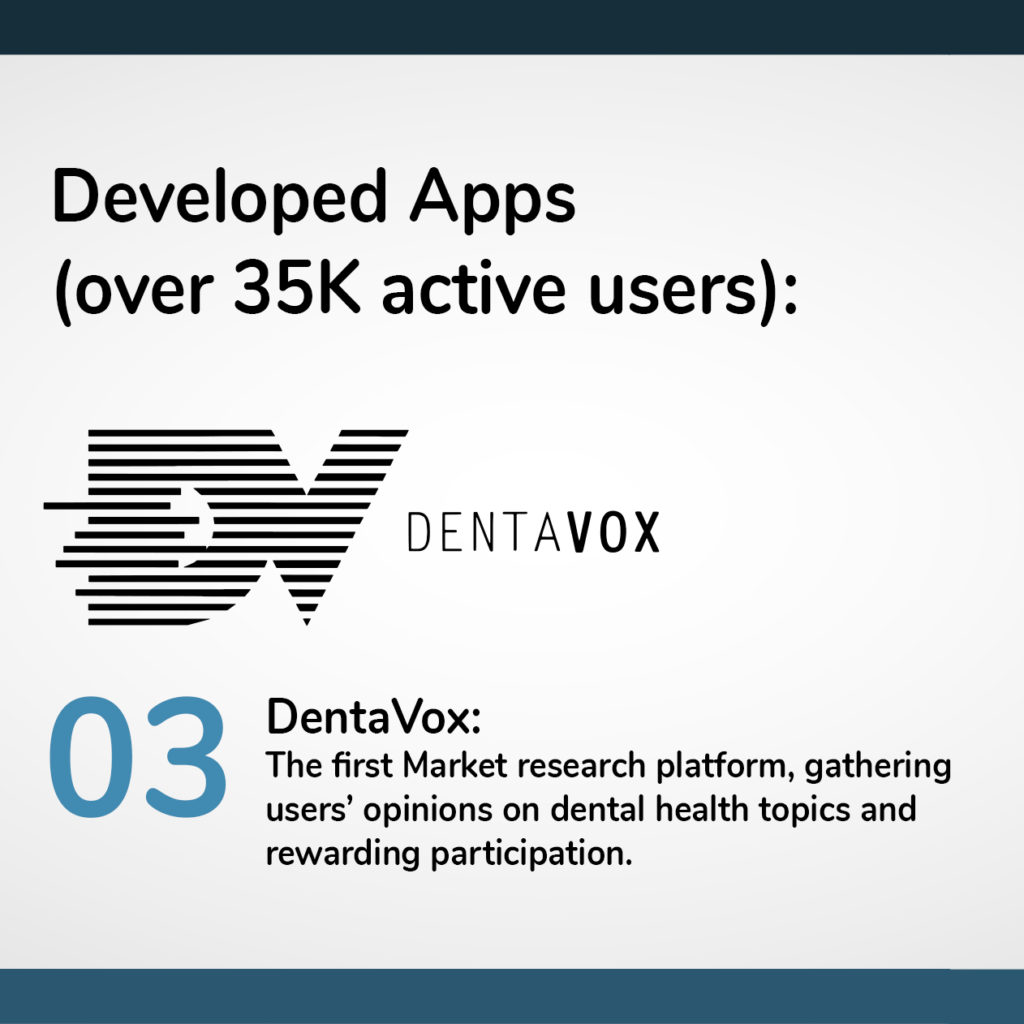 Developed Apps
(over 35K active users):
DV
DENTAVOX
03
DentaVox:
The first Market research platform, gathering
users’ opinions on dental health topics and
rewarding participation.